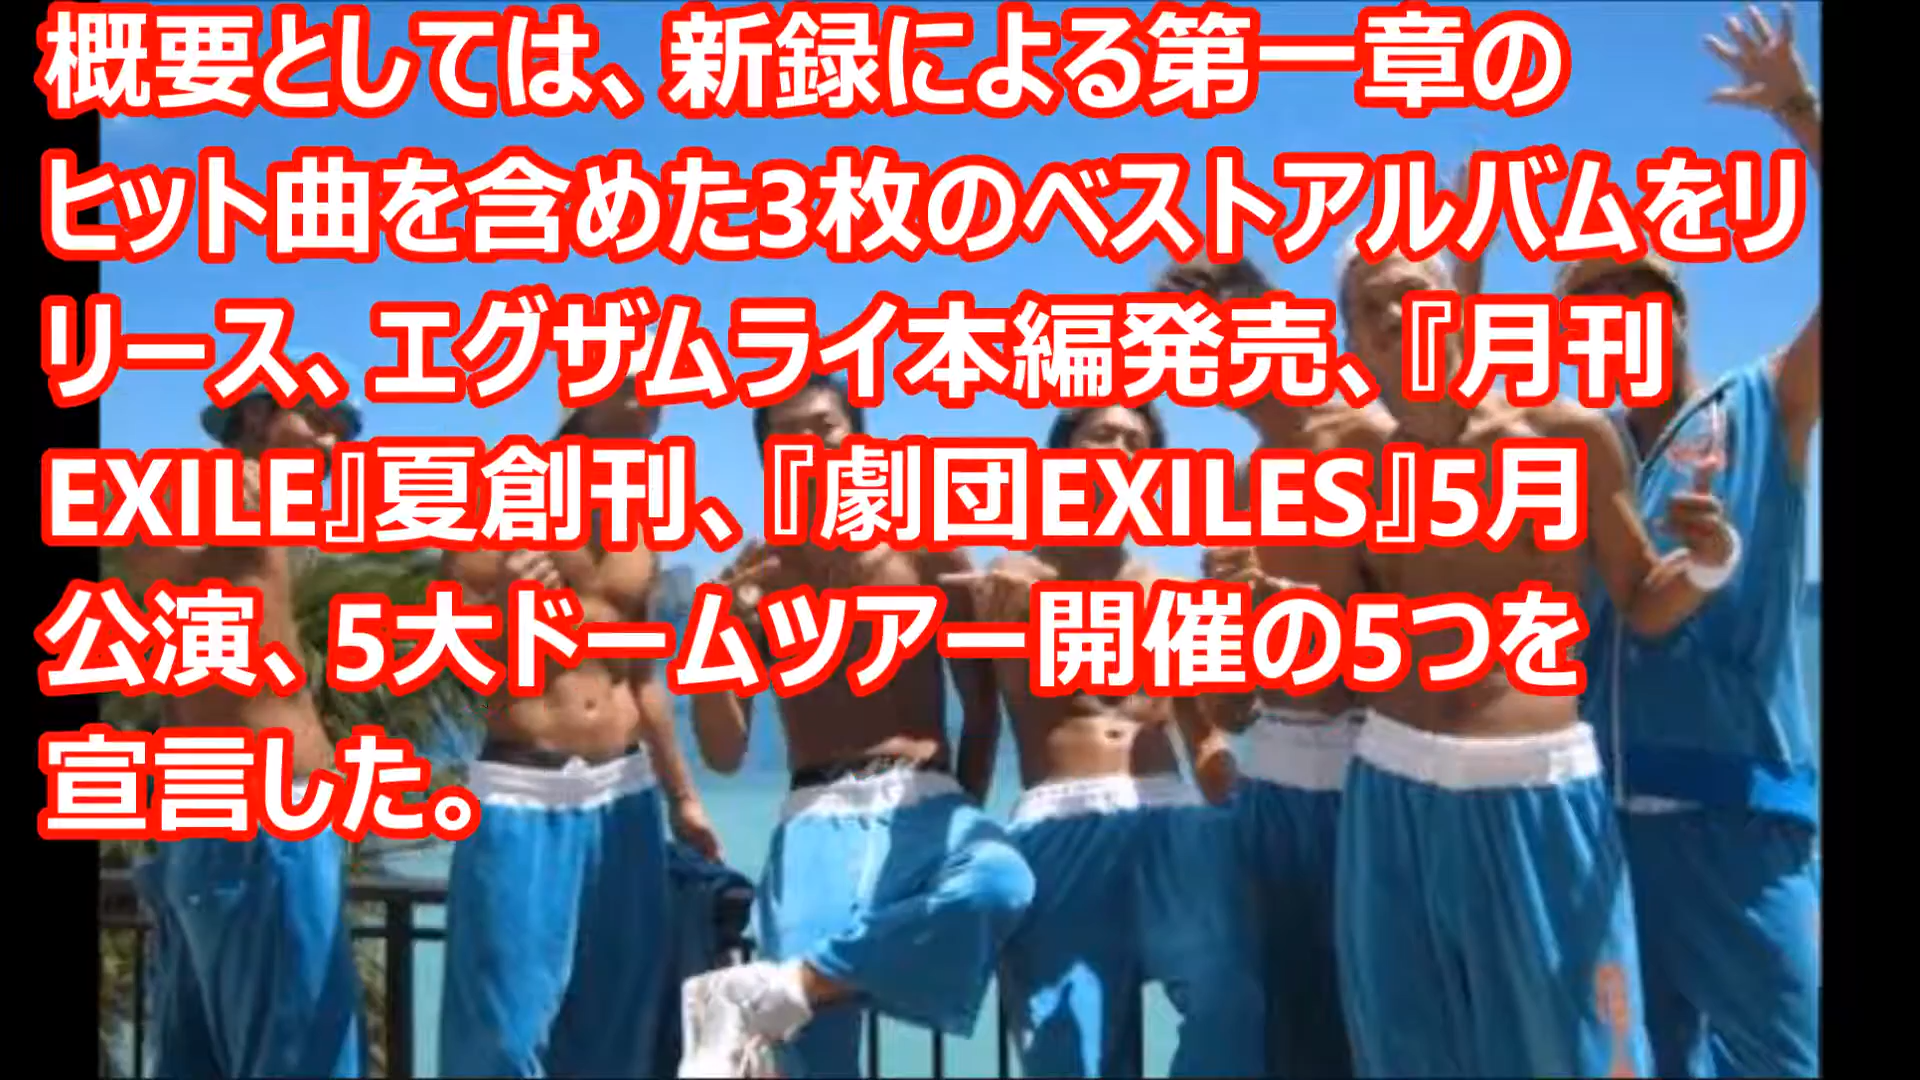 概要としては、新録による第一章の
ヒット曲を含めた3枚のベストアルバムをリ
リース、エグザムライ本編発売、『月刊
EXILE』夏創刊、『劇団EXILES』5月
公演、5大ドームツアー開催の5つを
宣言した。